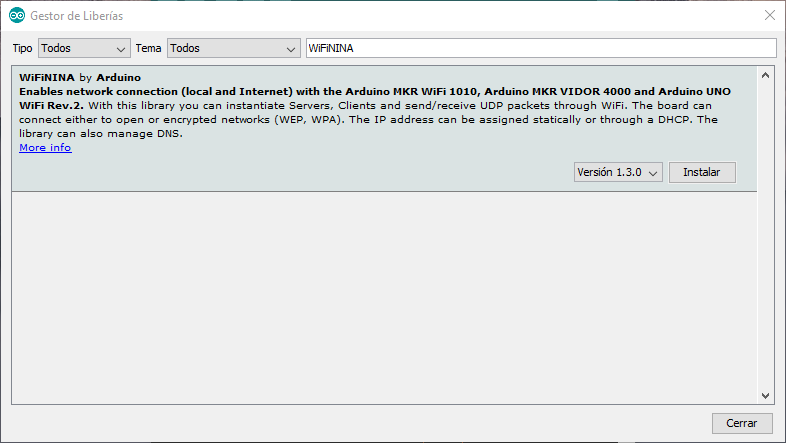 Gestor de Liberías
Tipo Todos Tema Todos WiFiNINA
WiFiNINA by Arduino
Enables network connection (local and Internet) with the Arduino MKR WiFi 1010, Arduino MKR VIDOR 4000 and Arduino UNO
WiFi Rev.2. With this library you can instantiate Servers, Clients and send/receive UDP packets through WiFi. The board can
connect either to open or encrypted networks (WEP, WPA). The IP address can be assigned statically or through a DHCP. The
library can also manage DNS.
More info
Versión 1.3.0 Instalar
Cerrar